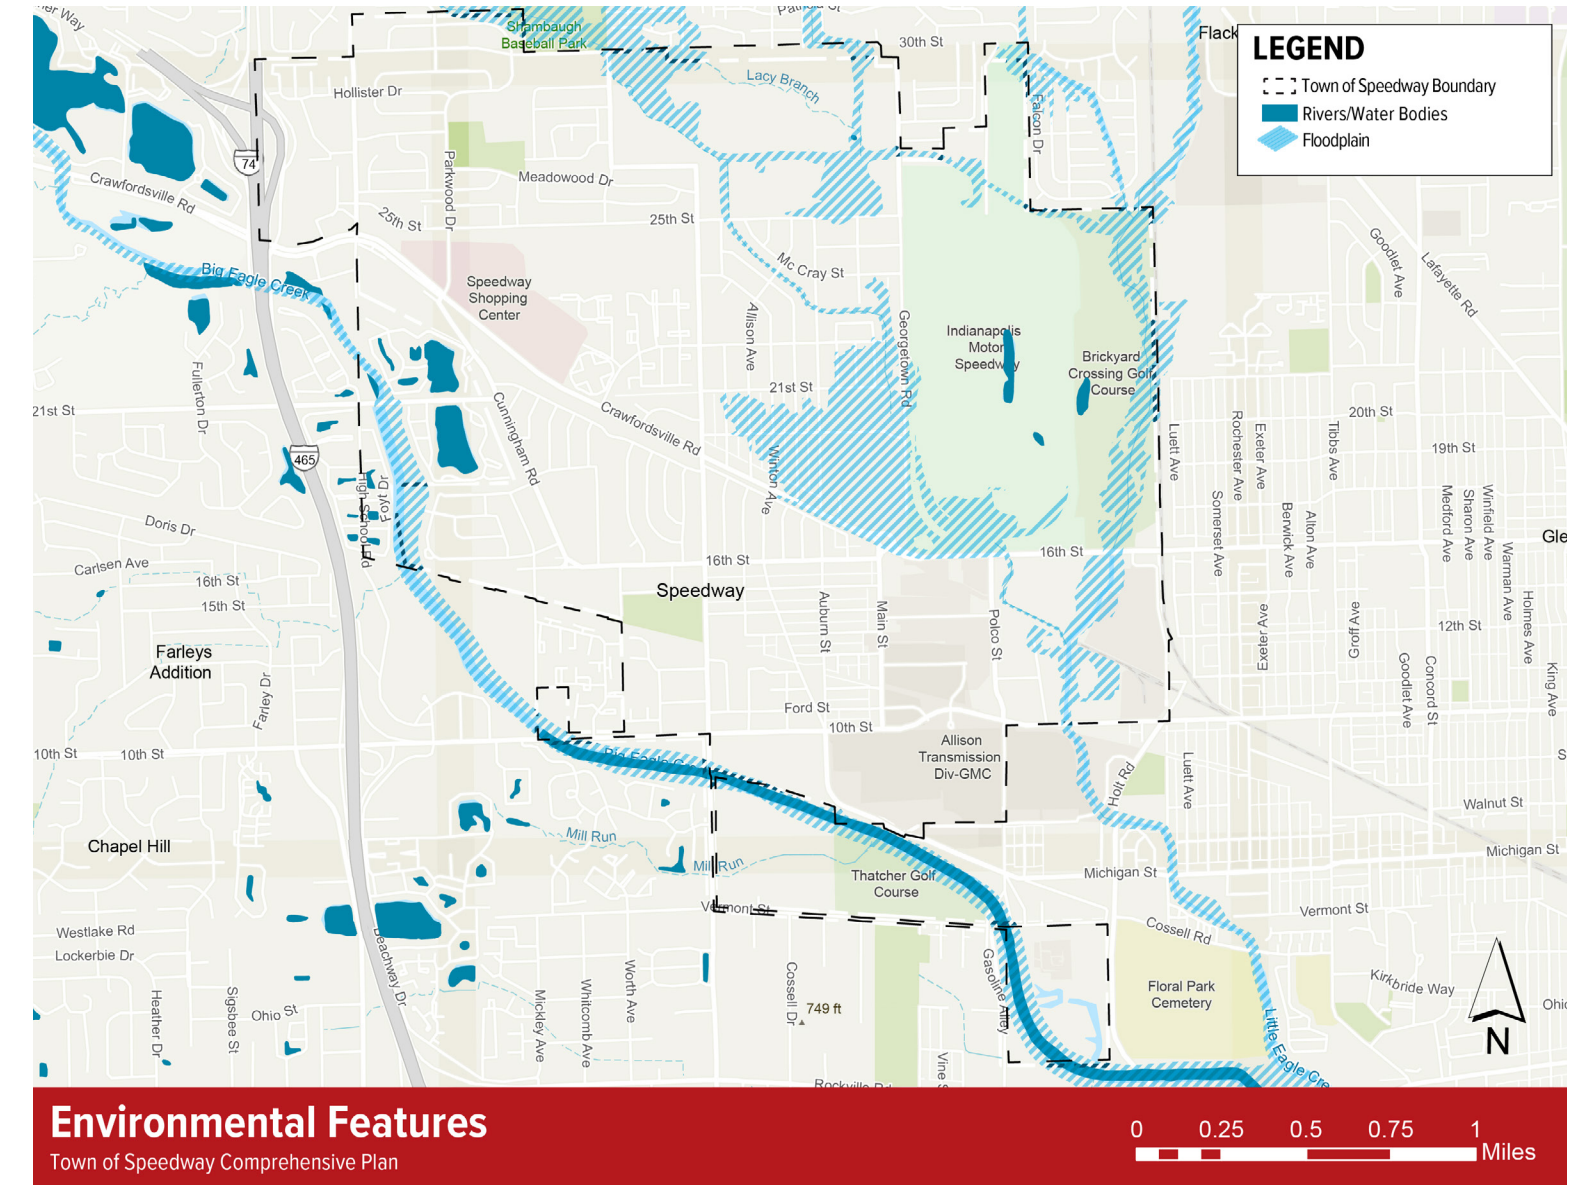 Patricia St
Shambaugh
Baseball Park
30th St
Flack
LEGEND
Town of Speedway Boundary
Rivers/Water Bodies
Floodplain
Hollister Dr
Lacy Branch
Falcon Dr
74
Crawfordsville Rd
Parkwood Dr
Meadowood Dr
25th St
25th St
Mc Cray St
Goodlet Ave
Lafayette Rd
Big Eagle Creek
Speedway
Shopping
Center
Allison Ave
Georgetown Rd
Indianapolis
Motor
Speedway
Brickyard
Crossing Golf
Course
Fullerton Dr
21st St
21st St
Cunningham Rd
Crawfordsville Rd
20th St
19th St
Luett Ave
Rochester Ave
Exeter Ave
Tibbs Ave
465
Winton Ave
High School Rd
Foyt Dr
Somerset Ave
Berwick Ave
Alton Ave
Medford Ave
Sharon Ave
Winfield Ave
Warman Ave
Gle
Doris Dr
Carlsen Ave
16th St
16th St
16th St
15th St
Speedway
Auburn St
Main St
Polco St
Exeter Ave
Groff Ave
12th St
Holmes Ave
Farleys
Addition
Farley Dr
Goodlet Ave
Concord St
King Ave
Ford St
10th St
10th St
10th St
Big Eagle Cr
Allison
Transmission
Div-GMC
Holt Rd
Luett Ave
Walnut St
Chapel Hill
Mill Run
Mill Run
Thatcher Golf
Course
Michigan St
Michigan St
Vermont St
Vermont St
Westlake Rd
Lockerbie Dr
Beachway Dr
Cossell Rd
Gasoline Alley
Floral Park
Cemetery
Kirkbride Way
Heather Dr
Sigsbee St
Ohio St
Mickley Ave
Whitcomb Ave
Worth Ave
Cossell Dr
749 ft
Vine S
Rockville Rd
Little Eagle Cre
Ohio
N
Environmental Features
Town of Speedway Comprehensive Plan
0 0.25 0.5 0.75 1
Miles